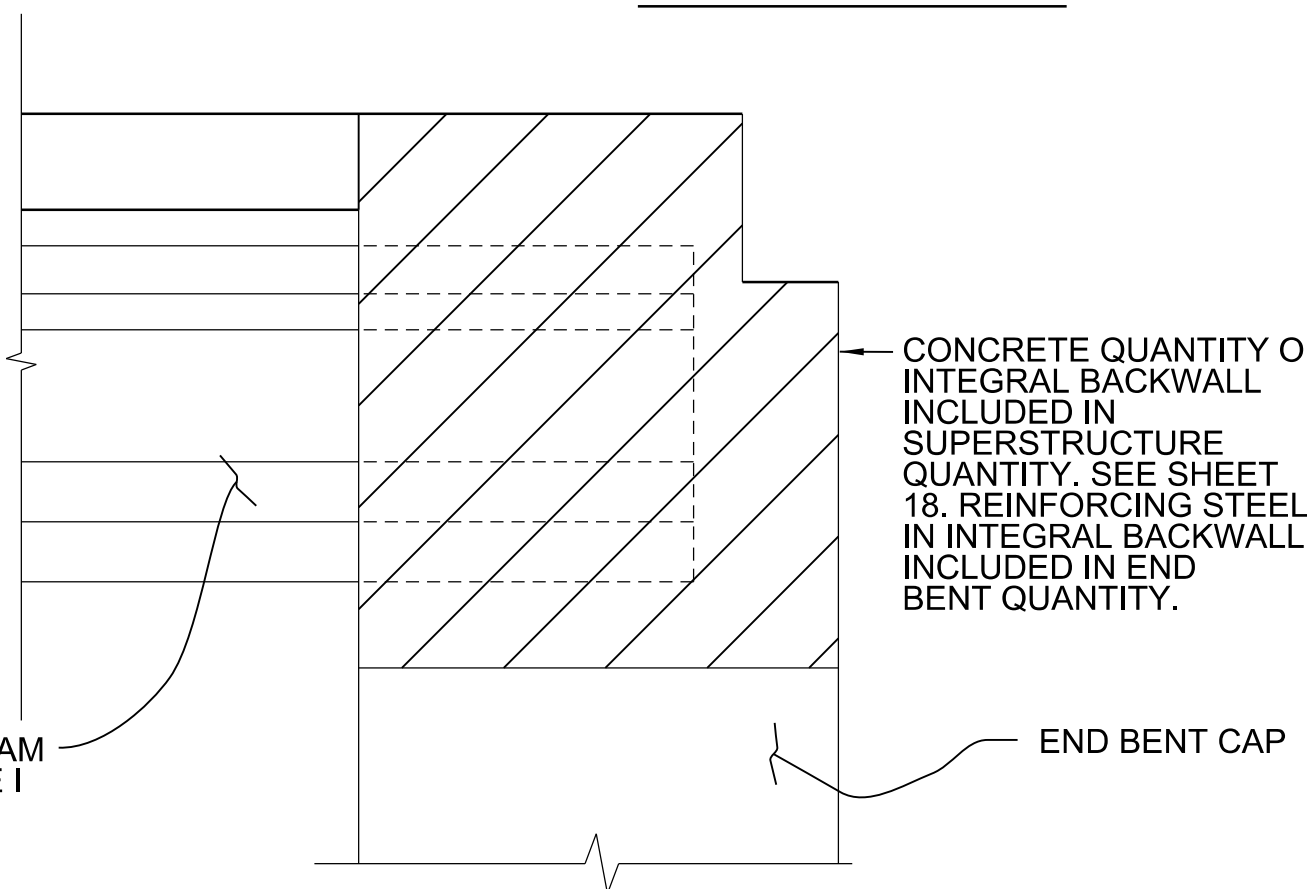 CONCRETE QUANTITY O
INTEGRAL BACKWALL
INCLUDED IN
SUPERSTRUCTURE
QUANTITY. SEE SHEET
18. REINFORCING STEEL
IN INTEGRAL BACKWALL
INCLUDED IN END
BENT QUANTITY.
END BENT CAP
AM
E I